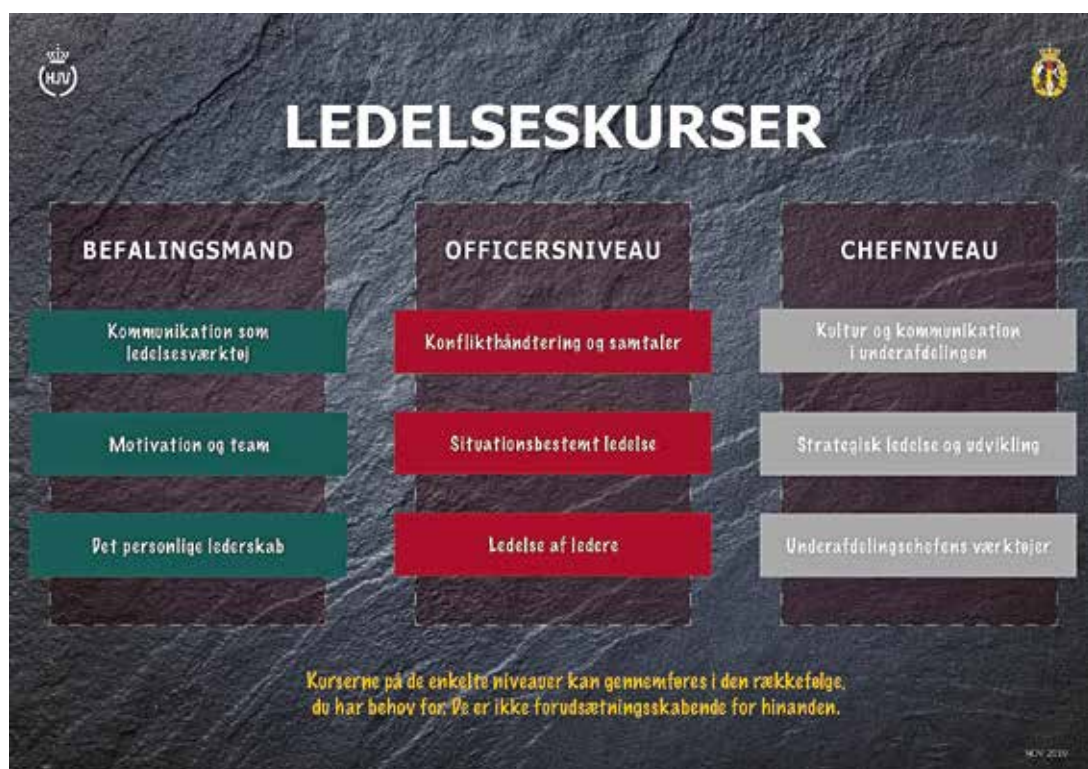 (HJV)
LEDELSESKURSER
BEFALINGSMAND
Kommunikation som
ledelsesværktøj
Motivation og team
Det personlige lederskab
OFFICERSNIVEAU
Konflikthåndtering og samtaler
Situationsbestemt ledelse
Ledelse af ledere
CHEFNIVEAU
Kultur og kommunikation
i underafdelingen
Strategisk ledelse og udvikling
Underafdelingschefens værktøjer
Kurserne på de enkelte niveauer kan gennemføres i den rækkefølge,
du har behov for. De er ikke forudsætningsskabende for hinanden.
NOV 2019